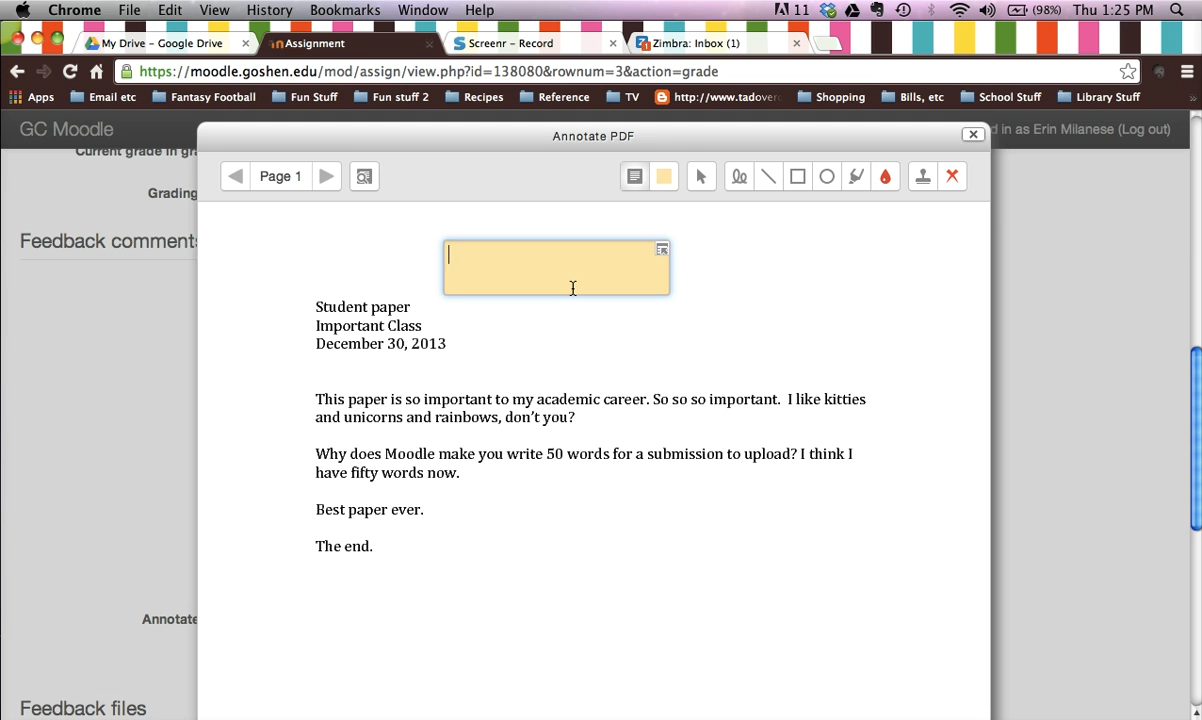 Chrome File Edit View History Bookmarks Window Help 11 (98%) Thu 1:25 PM
My Drive – Google Drive Assignment Screenr – Record Zimbra: Inbox (1)
https://moodle.goshen.edu/mod/assign/view.php?id=138080&rownum=3&action=grade
Apps Email etc Fantasy Football Fun Stuff Fun stuff 2 Recipes Reference TV http://www.tadover Shopping Bills, etc School Stuff Library Stuff »
GC Moodle d in as Erin Milanese (Log out)
Annotate PDF
Current grade in gr
Page 1
Grading
Feedback comments
Student paper
Important Class
December 30, 2013
This paper is so important to my academic career. So so so important. I like kitties
and unicorns and rainbows, don't you?
Why does Moodle make you write 50 words for a submission to upload? I think I
have fifty words now.
Best paper ever.
The end.
Annotate
Feedback files